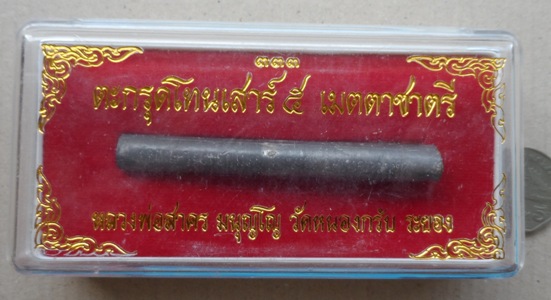 ๓๓๓
ตะกรุดโทนเสาร์ ๕ เมตตาชาตรี
หลวงพ่อสาคร มนุญฺโญ วัดหนองกรับ ระยอง